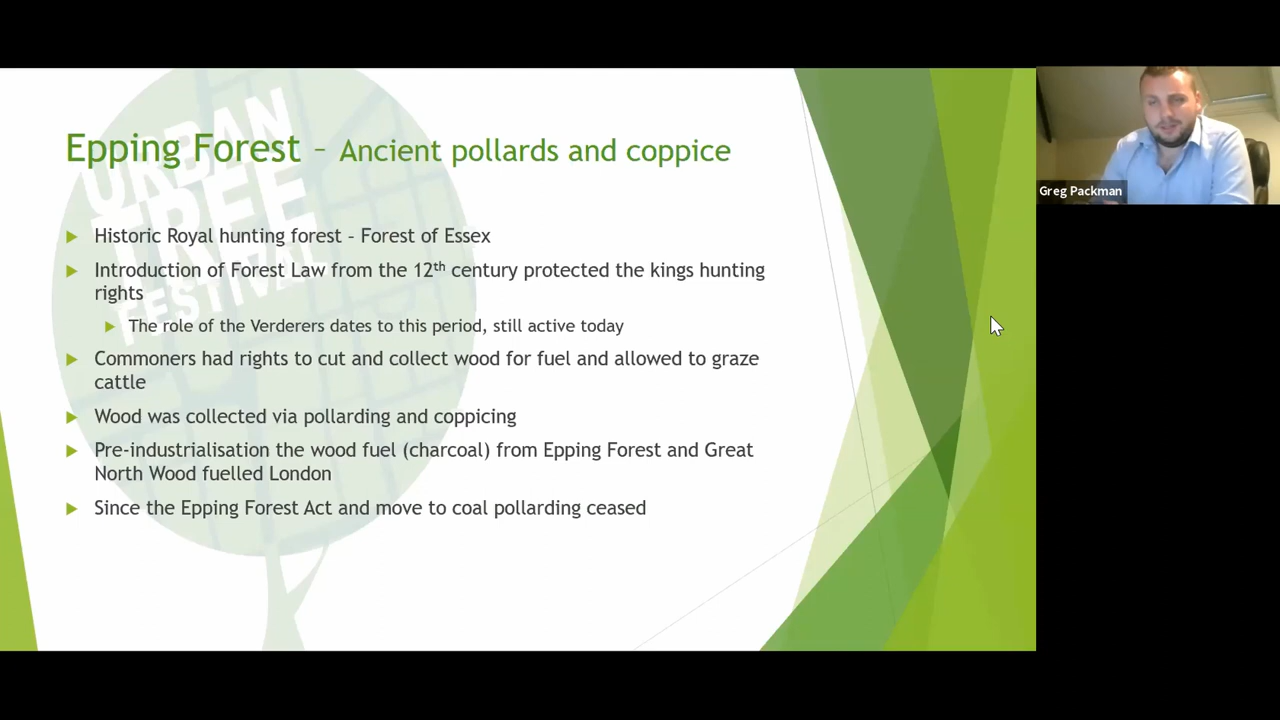 URBAN
TREE
FESTIVAL
Epping Forest – Ancient pollards and coppice
Historic Royal hunting forest – Forest of Essex
Introduction of Forest Law from the 12th century protected the kings hunting
rights
The role of the Verderers dates to this period, still active today
Commoners had rights to cut and collect wood for fuel and allowed to graze
cattle
Wood was collected via pollarding and coppicing
Pre-industrialisation the wood fuel (charcoal) from Epping Forest and Great
North Wood fuelled London
Since the Epping Forest Act and move to coal pollarding ceased
Greg Packman